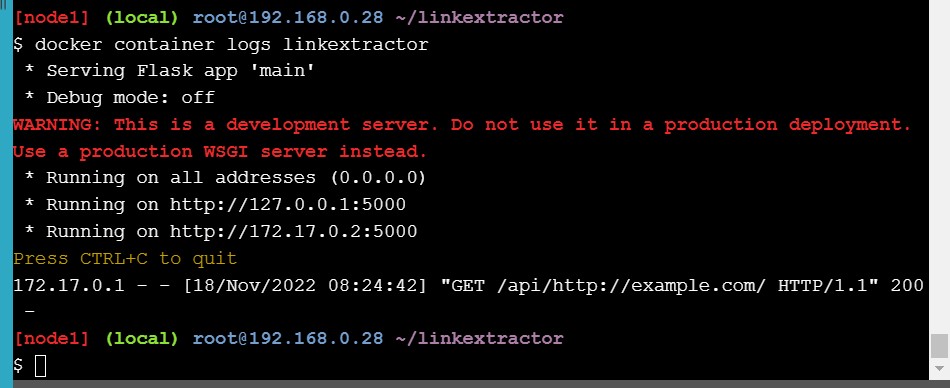 [node1] (local) root@192.168.0.28 ~/linkextractor
$ docker container logs linkextractor
 * Serving Flask app 'main'
 * Debug mode: off
WARNING: This is a development server. Do not use it in a production deployment.
Use a production WSGI server instead.
 * Running on all addresses (0.0.0.0)
 * Running on http://127.0.0.1:5000
 * Running on http://172.17.0.2:5000
Press CTRL+C to quit
172.17.0.1 - - [18/Nov/2022 08:24:42] "GET /api/http://example.com/ HTTP/1.1" 200
 -
[node1] (local) root@192.168.0.28 ~/linkextractor
$